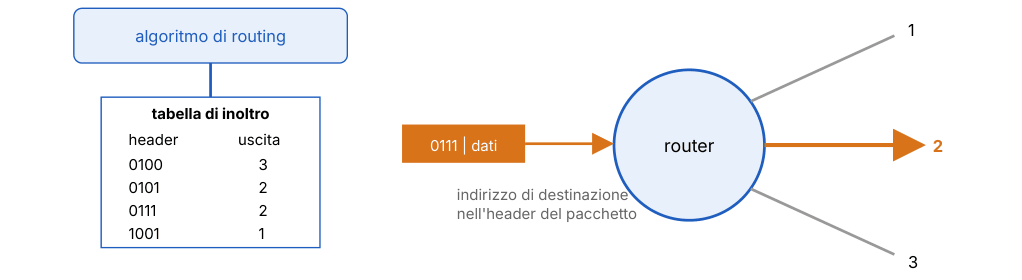 algoritmo di routing
tabella di inoltro
header uscita
0100 3
0101 2
0111 2
1001 1
0111 | dati
indirizzo di destinazione
nell'header del pacchetto
router
1
2
3